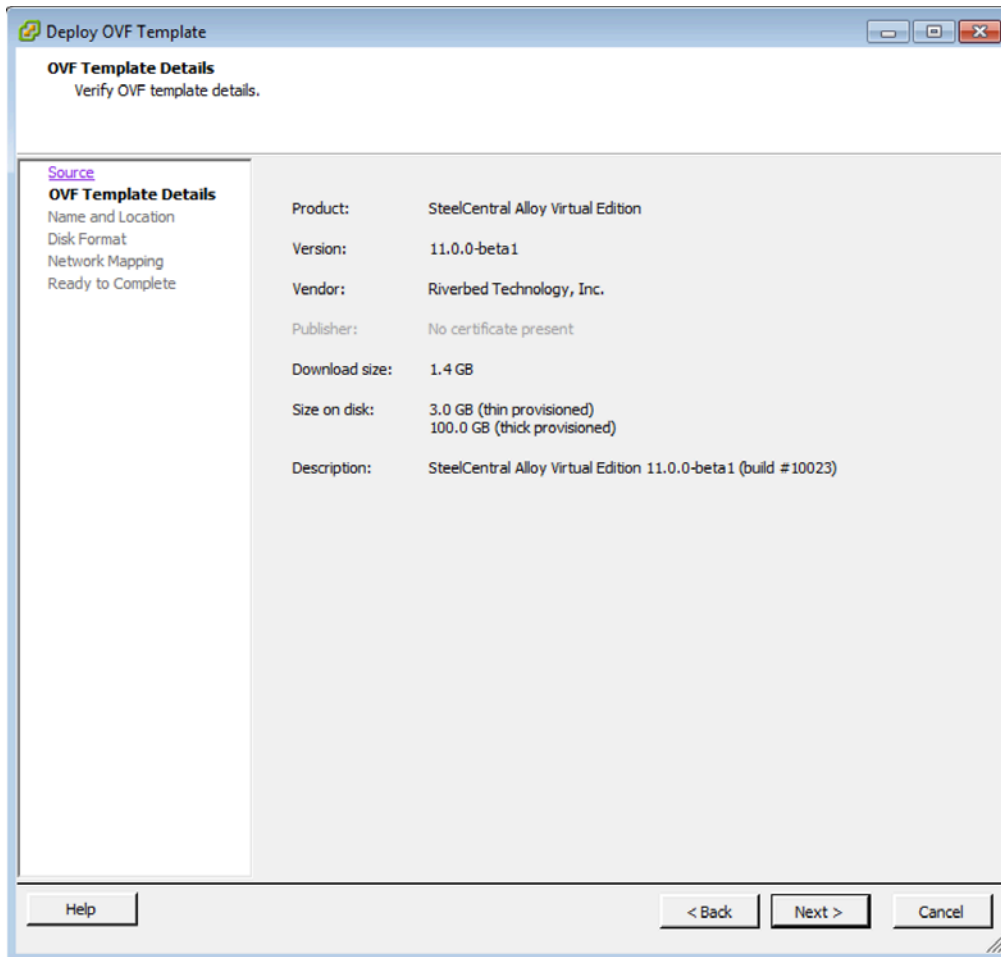 Deploy OVF Template
OVF Template Details
Verify OVF template details.
Source
OVF Template Details
Name and Location
Disk Format
Network Mapping
Ready to Complete
Product: SteelCentral Alloy Virtual Edition
Version: 11.0.0-beta1
Vendor: Riverbed Technology, Inc.
Publisher: No certificate present
Download size: 1.4 GB
Size on disk: 3.0 GB (thin provisioned)
100.0 GB (thick provisioned)
Description: SteelCentral Alloy Virtual Edition 11.0.0-beta1 (build #10023)
Help < Back Next > Cancel